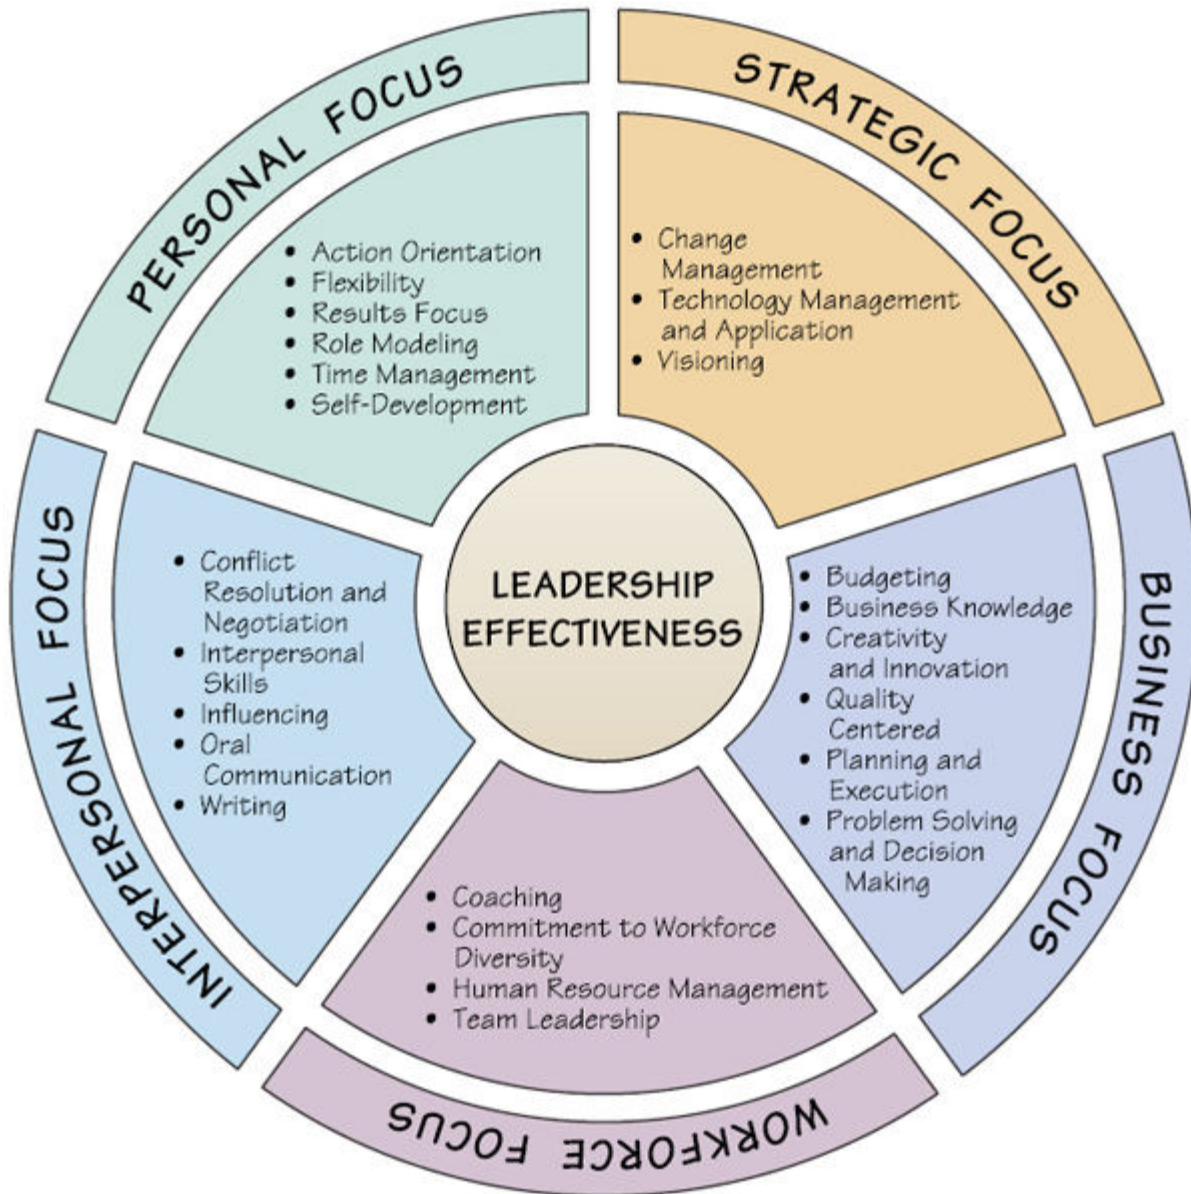 PERSONAL FOCUS
• Action Orientation
• Flexibility
• Results Focus
• Role Modeling
• Time Management
• Self-Development
STRATEGIC FOCUS
• Change
Management
• Technology Management
and Application
• Visioning
BUSINESS FOCUS
• Budgeting
• Business Knowledge
• Creativity
and Innovation
• Quality
Centered
• Planning and
Execution
• Problem Solving
and Decision
Making
WORKFORCE FOCUS
• Coaching
• Commitment to Workforce
Diversity
• Human Resource Management
• Team Leadership
INTERPERSONAL FOCUS
• Conflict
Resolution and
Negotiation
• Interpersonal
Skills
• Influencing
• Oral
Communication
• Writing
LEADERSHIP
EFFECTIVENESS